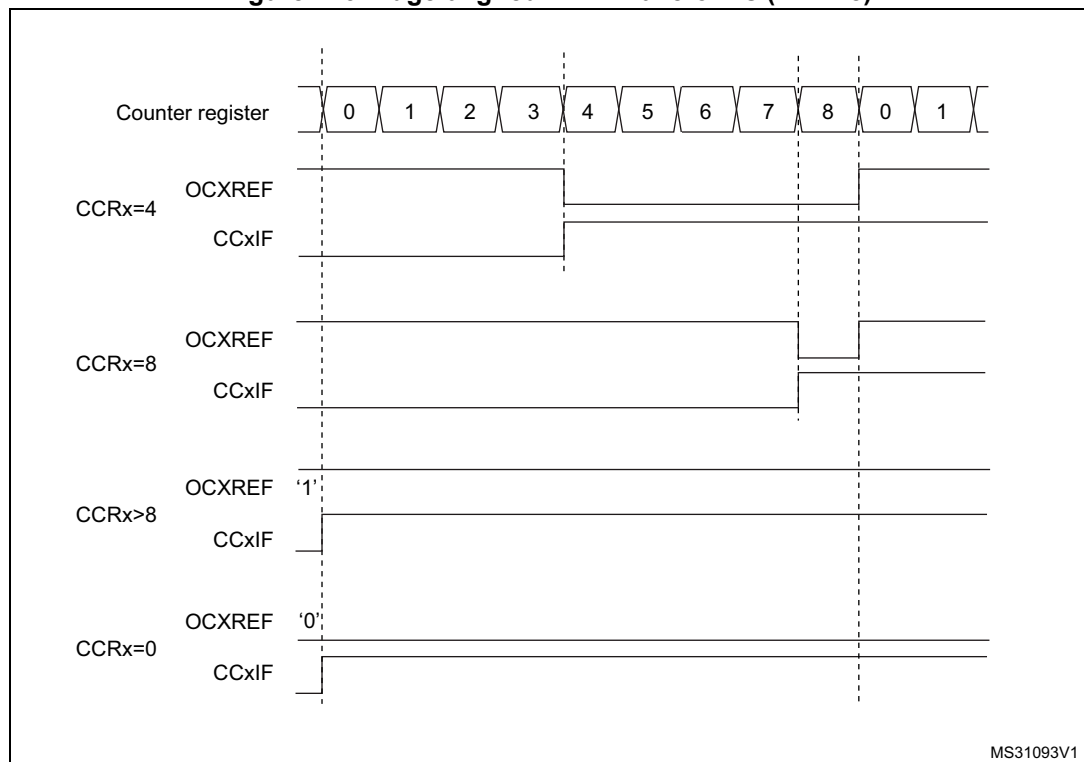 Counter register 0 1 2 3 4 5 6 7 8 0 1
OCXREF
CCRx=4
CCxIF
OCXREF
CCRx=8
CCxIF
OCXREF ‘1’
CCRx>8
CCxIF
OCXREF ‘0’
CCRx=0
CCxIF
MS31093V1